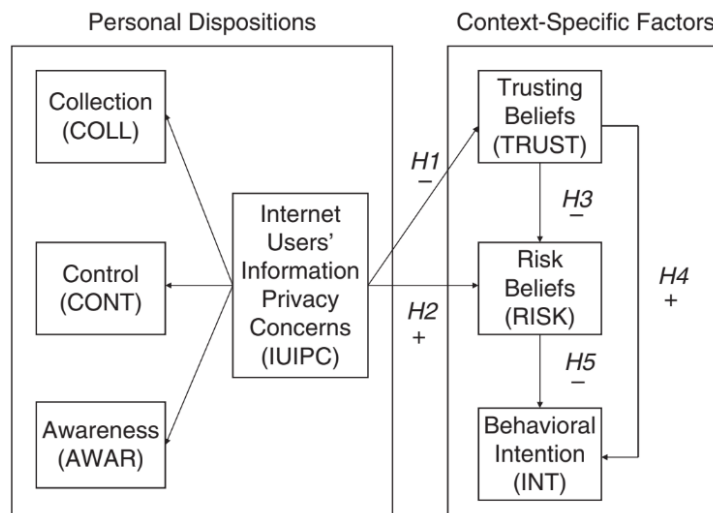 Personal Dispositions
Context-Specific Factors
Collection
(COLL)
Control
(CONT)
Awareness
(AWAR)
Internet
Users’
Information
Privacy
Concerns
(IUIPC)
H1
–
H2
+
Trusting
Beliefs
(TRUST)
H3
–
Risk
Beliefs
(RISK)
H4
+
H5
–
Behavioral
Intention
(INT)